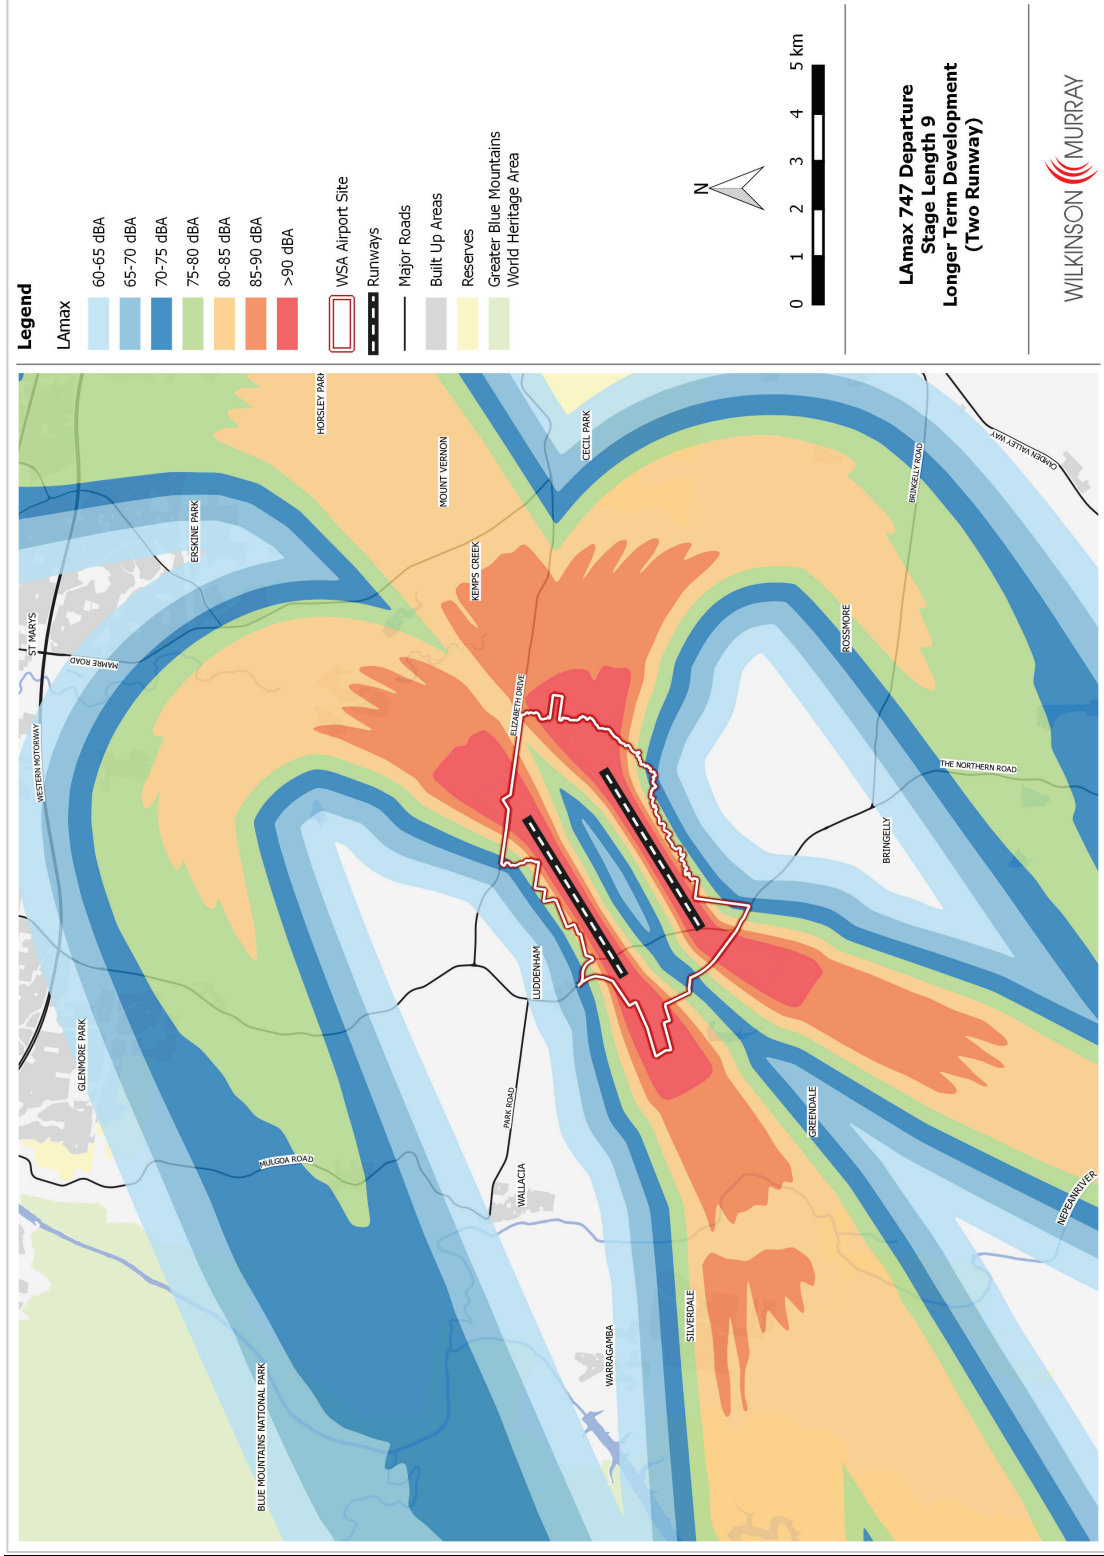 ST MARYS
MAMRE ROAD
ERSKINE PARK
HORSLEY PARK
WESTERN MOTORWAY
GLENMORE PARK
MOUNT VERNON
KEMPS CREEK
CECIL PARK
ELIZABETH DRIVE
LUDDENHAM
PARK ROAD
MULGOA ROAD
WALLACIA
BLUE MOUNTAINS NATIONAL PARK
WARRAGAMBA
SILVERDALE
GREENDALE
NEPEANRIVER
BRINGELLY
THE NORTHERN ROAD
ROSSMORE
BRINGELLY ROAD
CAMDEN VALLEY WAY
Legend
LAmax
60-65 dBA
65-70 dBA
70-75 dBA
75-80 dBA
80-85 dBA
85-90 dBA
>90 dBA
WSA Airport Site
Runways
Major Roads
Built Up Areas
Reserves
Greater Blue Mountains
World Heritage Area
N
0 1 2 3 4 5 km
LAmax 747 Departure
Stage Length 9
Longer Term Development
(Two Runway)
WILKINSON MURRAY